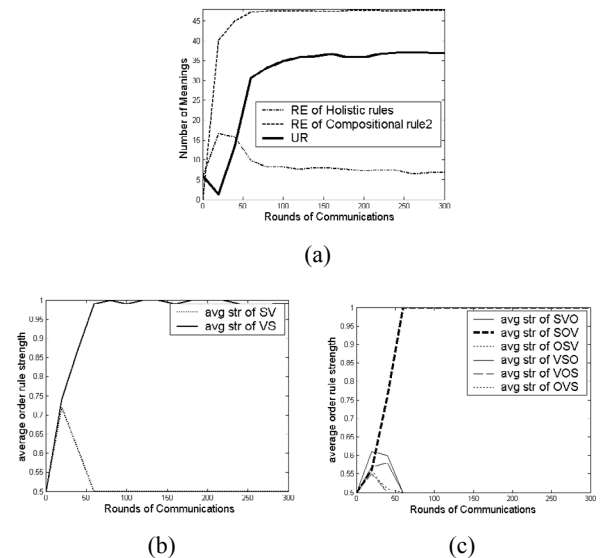 45
40
35
30
25
20
15
10
5
0
Number of Meanings
RE of Holistic rules
RE of Compositional rule2
UR
0 50 100 150 200 250 300
Rounds of Communications
(a)
1
0.95
0.9
0.85
0.8
0.75
0.7
0.65
0.6
0.55
0.5
average order rule strength
avg str of SV
avg str of VS
0 50 100 150 200 250 300
Rounds of Communications
(b)
1
0.95
0.9
0.85
0.8
0.75
0.7
0.65
0.6
0.55
0.5
average order rule strength
avg str of SVO
avg str of SOV
avg str of OSV
avg str of VSO
avg str of VOS
avg str of OVS
0 50 100 150 200 250 300
Rounds of Communications
(c)